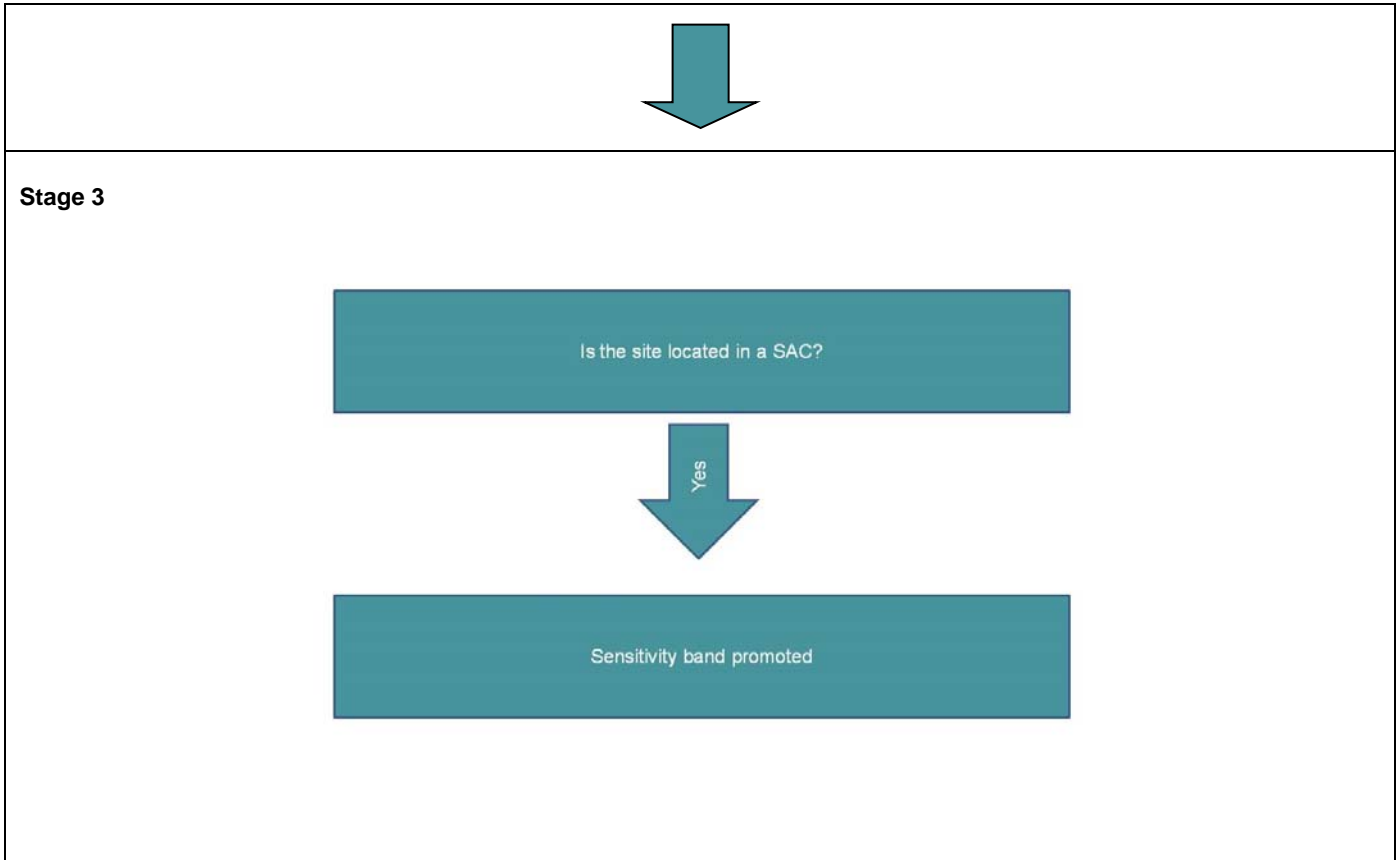 Stage 3
Is the site located in a SAC?
Yes
Sensitivity band promoted